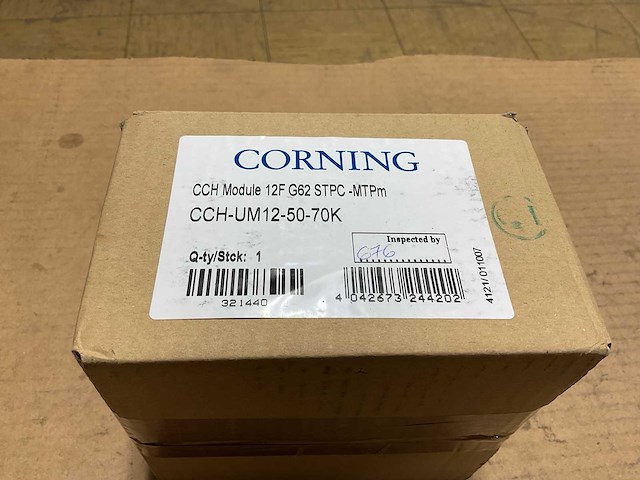 CORNING
CCH Module 12F G62 STPC -MTPm
CCH-UM12-50-70K
Inspected by
676
Q-ty/Stck: 1
321440
4 042673 244202
4121/011007